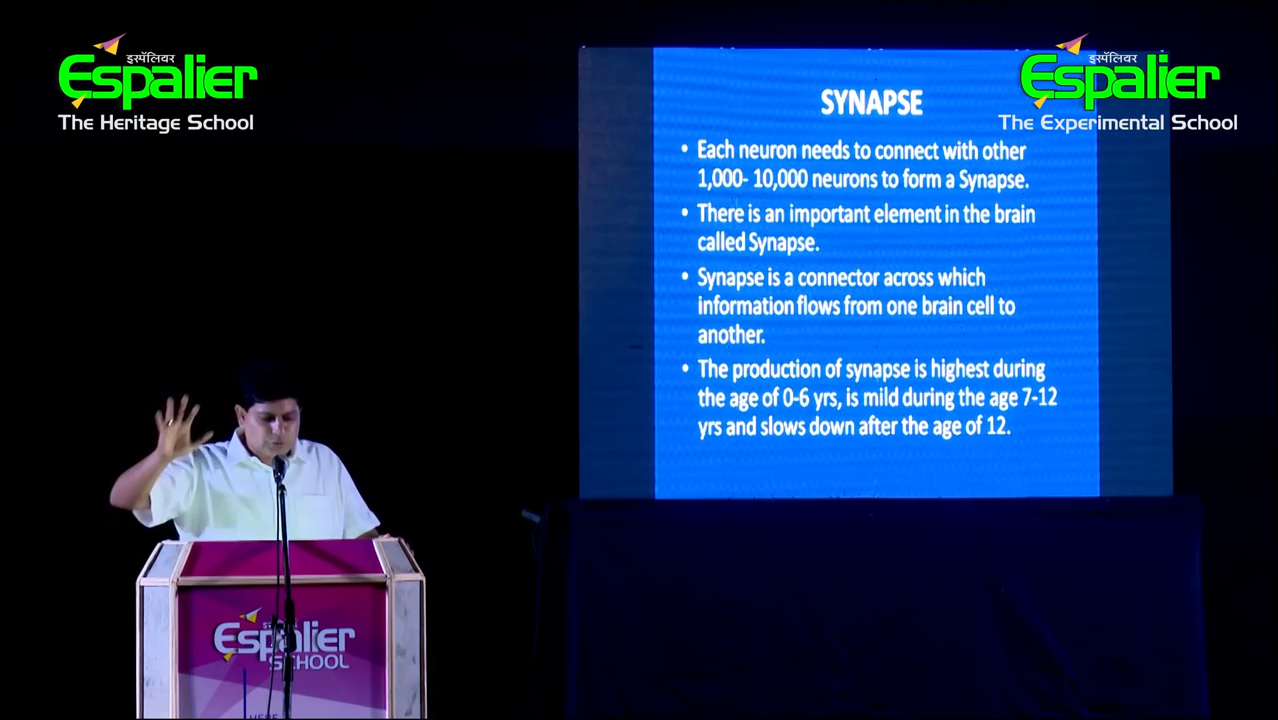 इस्पॅलिवर
Espalier
The Heritage School
इस्पॅलिवर
Espalier
The Experimental School
SYNAPSE
• Each neuron needs to connect with other
1,000- 10,000 neurons to form a Synapse.
• There is an important element in the brain
called Synapse.
• Synapse is a connector across which
information flows from one brain cell to
another.
• The production of synapse is highest during
the age of 0-6 yrs, is mild during the age 7-12
yrs and slows down after the age of 12.
Espalier
SCHOOL